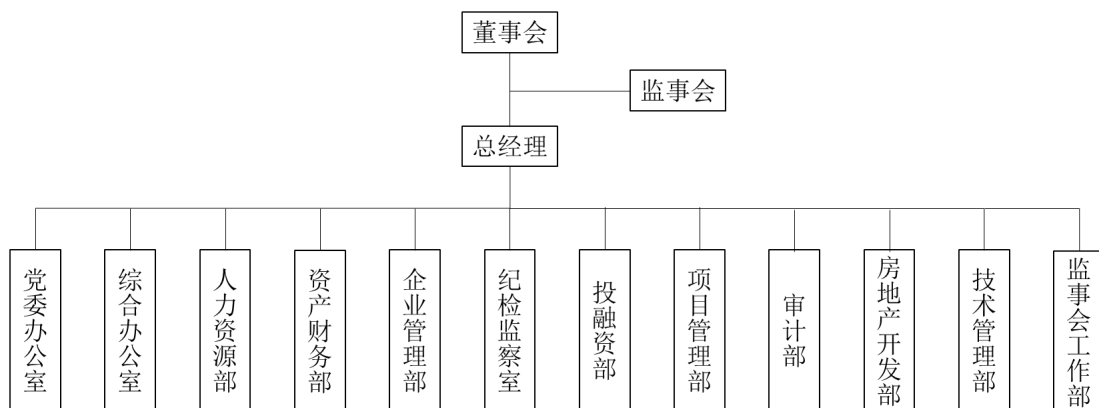 董事会
监事会
总经理
党委办公室
综合办公室
人力资源部
资产财务部
企业管理部
纪检监察室
投融资部
项目管理部
审计部
房地产开发部
技术管理部
监事会工作部